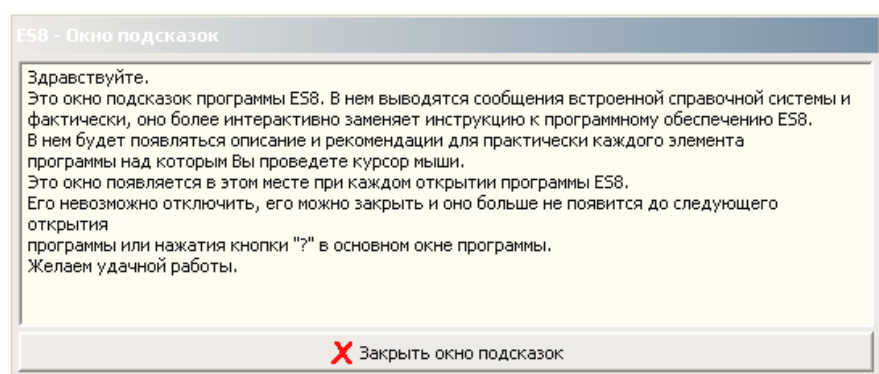 ES8 - Окно подсказок
Здравствуйте.
Это окно подсказок программы ES8. В нем выводятся сообщения встроенной справочной системы и
фактически, оно более интерактивно заменяет инструкцию к программному обеспечению ES8.
В нем будет появляться описание и рекомендации для практически каждого элемента
программы над которым Вы проведете курсор мыши.
Это окно появляется в этом месте при каждом открытии программы ES8.
Его невозможно отключить, его можно закрыть и оно больше не появится до следующего
открытия
программы или нажатия кнопки "?" в основном окне программы.
Желаем удачной работы.
Закрыть окно подсказок